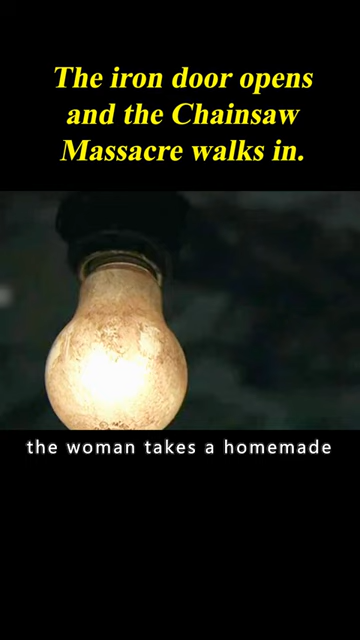 The iron door opens
and the Chainsaw
Massacre walks in.
the woman takes a homemade